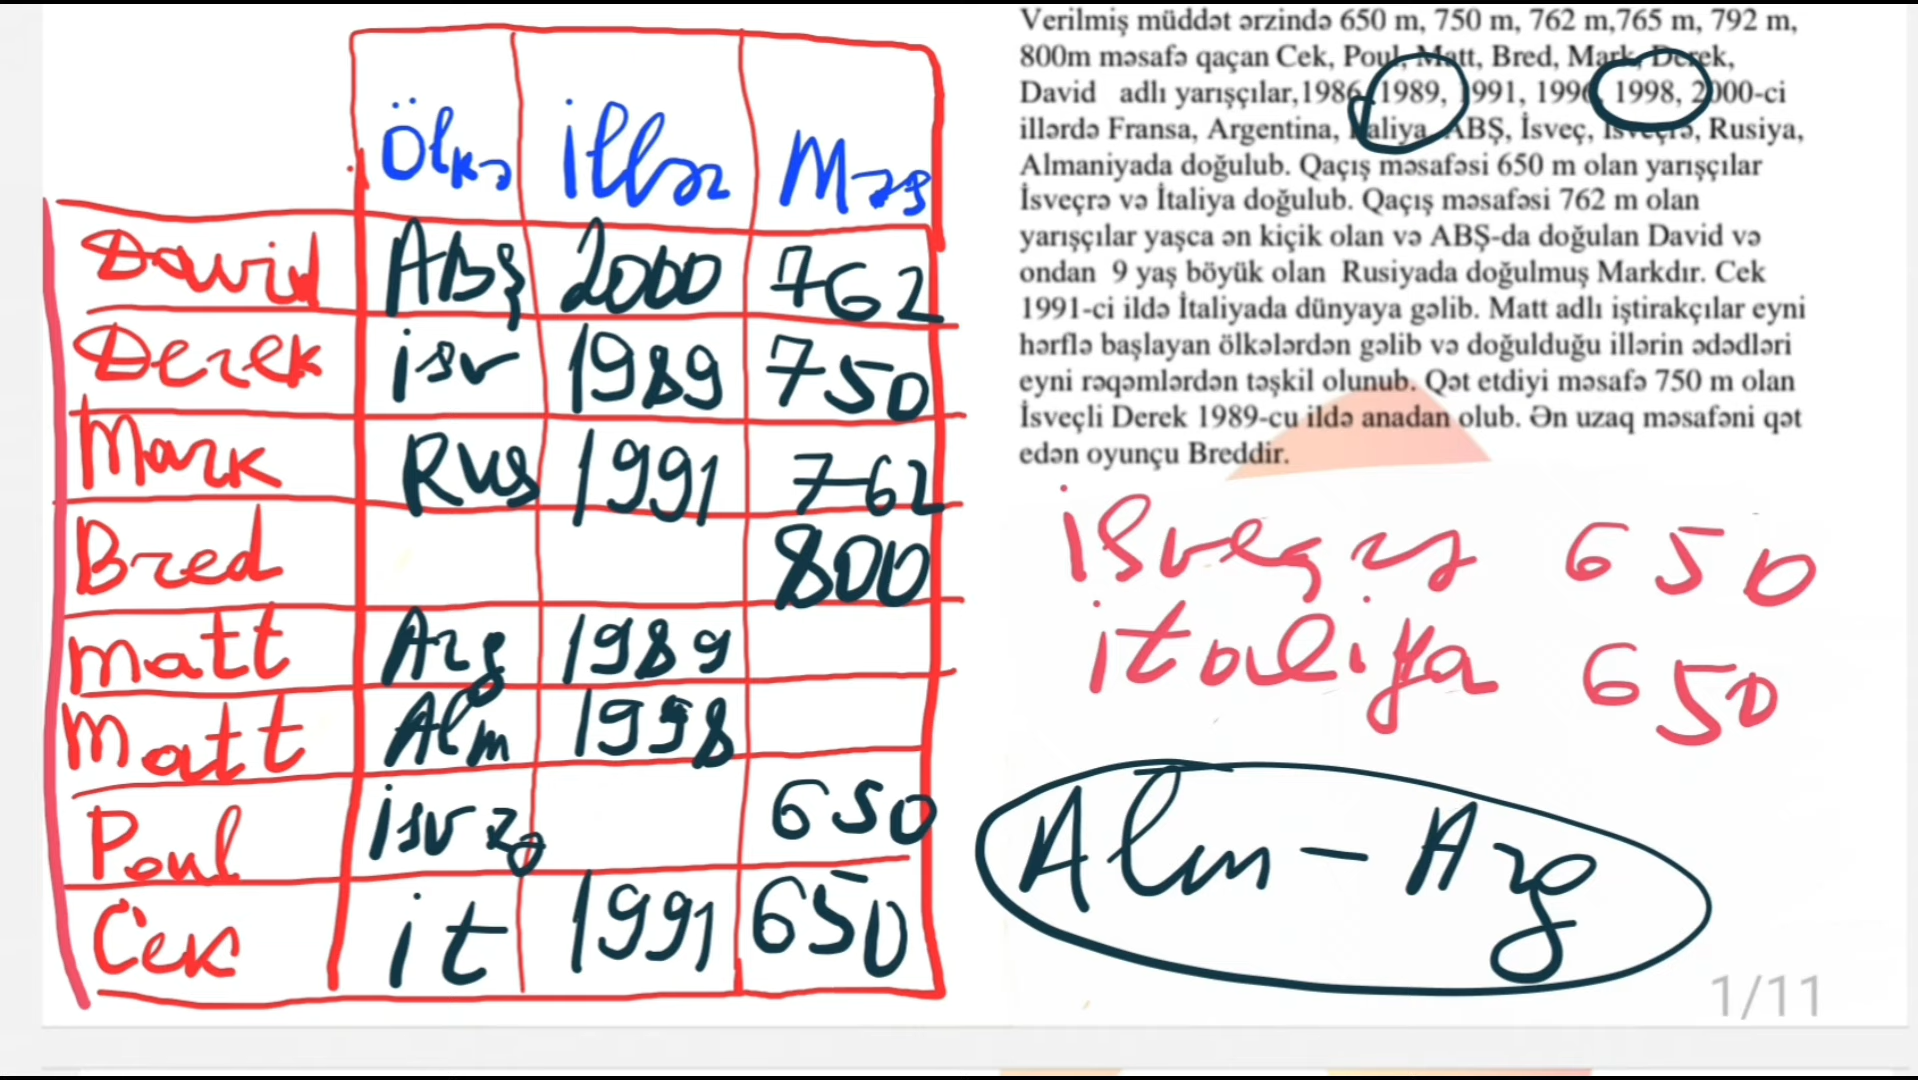 Ölkə İllər Məs
David ABŞ 2000 762
Derek isv 1989 750
Mark Rus 1991 762
Bred 800
matt Arg 1989
matt Alm 1998
Poul isvrə 650
Cek it 1991 650
Verilmiş müddət ərzində 650 m, 750 m, 762 m,765 m, 792 m,
800m məsafə qaçan Cek, Poul, Matt, Bred, Mark, Derek,
David adlı yarışçılar,1986, 1989, 1991, 1996, 1998, 2000-ci
illərdə Fransa, Argentina, İtaliya, ABŞ, İsveç, İsveçrə, Rusiya,
Almaniyada doğulub. Qaçış məsafəsi 650 m olan yarışçılar
İsveçrə və İtaliya doğulub. Qaçış məsafəsi 762 m olan
yarışçılar yaşca ən kiçik olan və ABŞ-da doğulan David və
ondan 9 yaş böyük olan Rusiyada doğulmuş Markdır. Cek
1991-ci ildə İtaliyada dünyaya gəlib. Matt adlı iştirakçılar eyni
hərflə başlayan ölkələrdən gəlib və doğulduğu illərin ədədləri
eyni rəqəmlərdən təşkil olunub. Qət etdiyi məsafə 750 m olan
İsveçli Derek 1989-cu ildə anadan olub. Ən uzaq məsafəni qət
edən oyunçu Breddir.
isveçrə 650
italiya 650
Alm - Arg
1/11